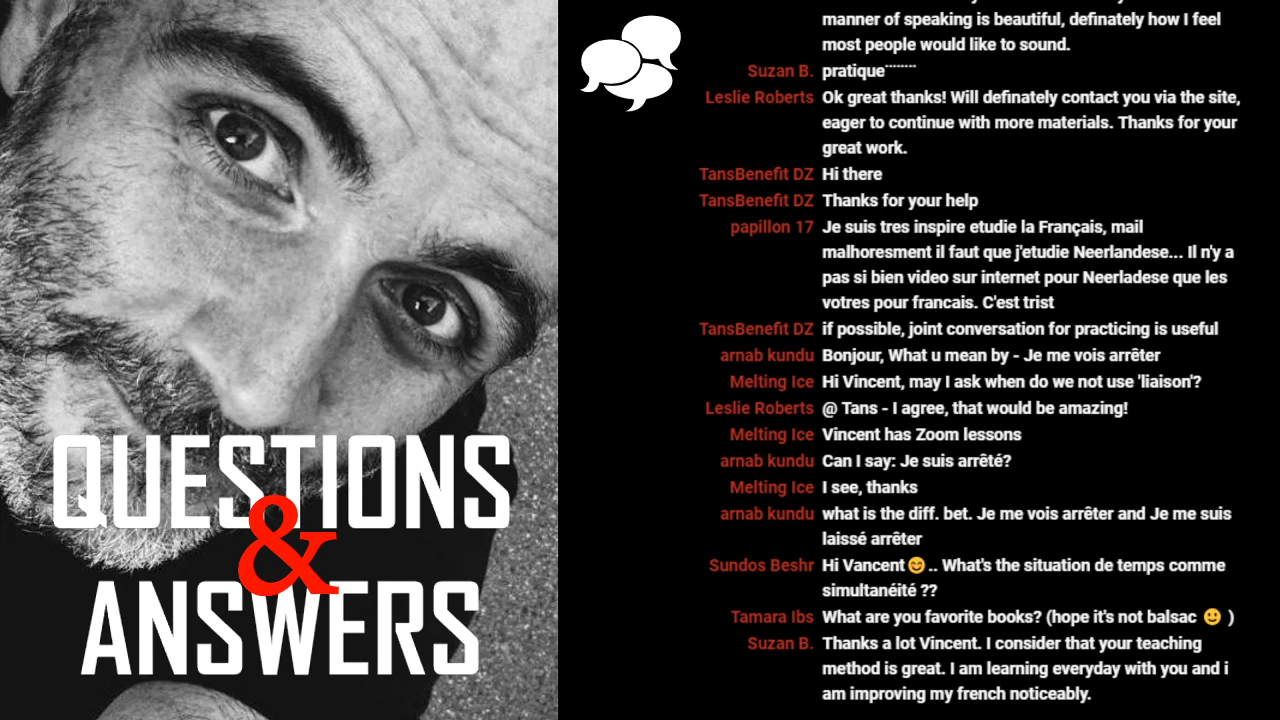 QUESTIONS
&
ANSWERS
manner of speaking is beautiful, definately how I feel
most people would like to sound.
Suzan B. pratique¨¨¨¨
Leslie Roberts Ok great thanks! Will definately contact you via the site,
eager to continue with more materials. Thanks for your
great work.
TansBenefit DZ Hi there
TansBenefit DZ Thanks for your help
papillon 17 Je suis tres inspire etudie la Français, mail
malhoresment il faut que j'etudie Neerlandese... Il n'y a
pas si bien video sur internet pour Neerladese que les
votres pour francais. C'est trist
TansBenefit DZ if possible, joint conversation for practicing is useful
arnab kundu Bonjour, What u mean by - Je me vois arrêter
Melting Ice Hi Vincent, may I ask when do we not use 'liaison'?
Leslie Roberts @ Tans - I agree, that would be amazing!
Melting Ice Vincent has Zoom lessons
arnab kundu Can I say: Je suis arrêté?
Melting Ice I see, thanks
arnab kundu what is the diff. bet. Je me vois arrêter and Je me suis
laissé arrêter
Sundos Beshr Hi Vancent😊.. What's the situation de temps comme
simultanéité ??
Tamara Ibs What are you favorite books? (hope it's not balsac 🙂 )
Suzan B. Thanks a lot Vincent. I consider that your teaching
method is great. I am learning everyday with you and i
am improving my french noticeably.